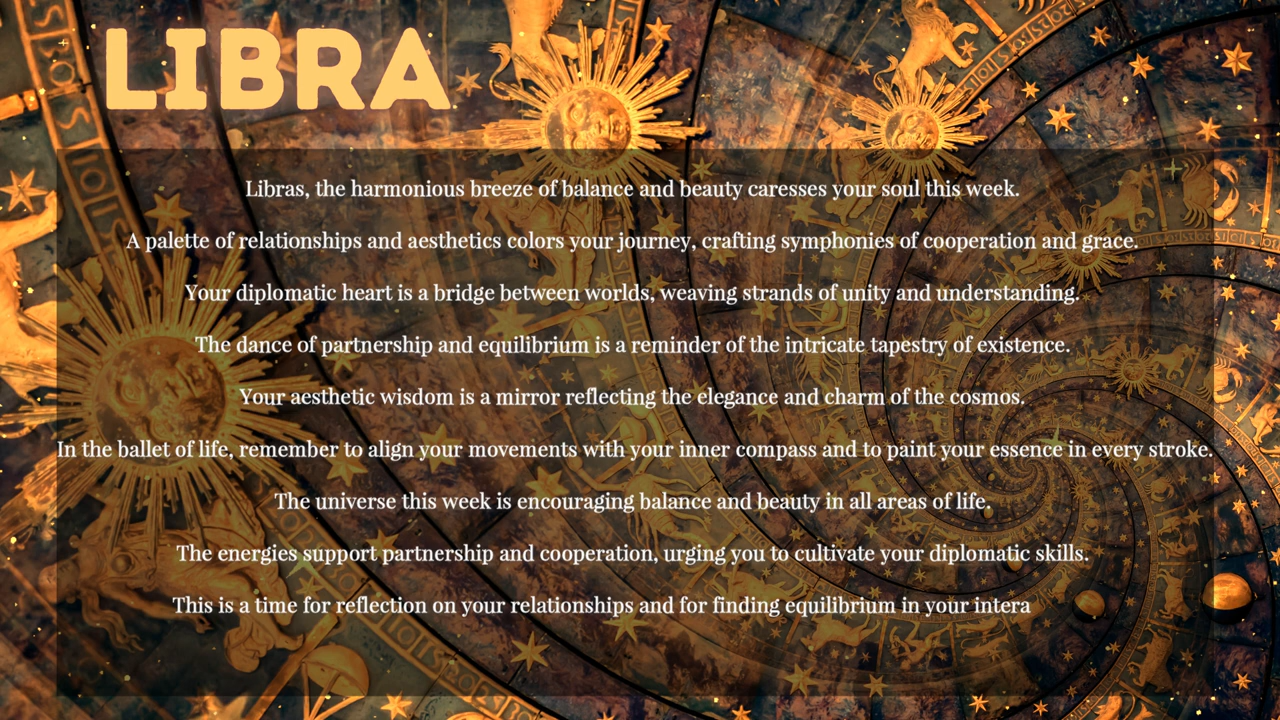 LIBRA
Libras, the harmonious breeze of balance and beauty caresses your soul this week.
A palette of relationships and aesthetics colors your journey, crafting symphonies of cooperation and grace.
Your diplomatic heart is a bridge between worlds, weaving strands of unity and understanding.
The dance of partnership and equilibrium is a reminder of the intricate tapestry of existence.
Your aesthetic wisdom is a mirror reflecting the elegance and charm of the cosmos.
In the ballet of life, remember to align your movements with your inner compass and to paint your essence in every stroke.
The universe this week is encouraging balance and beauty in all areas of life.
The energies support partnership and cooperation, urging you to cultivate your diplomatic skills.
This is a time for reflection on your relationships and for finding equilibrium in your intera